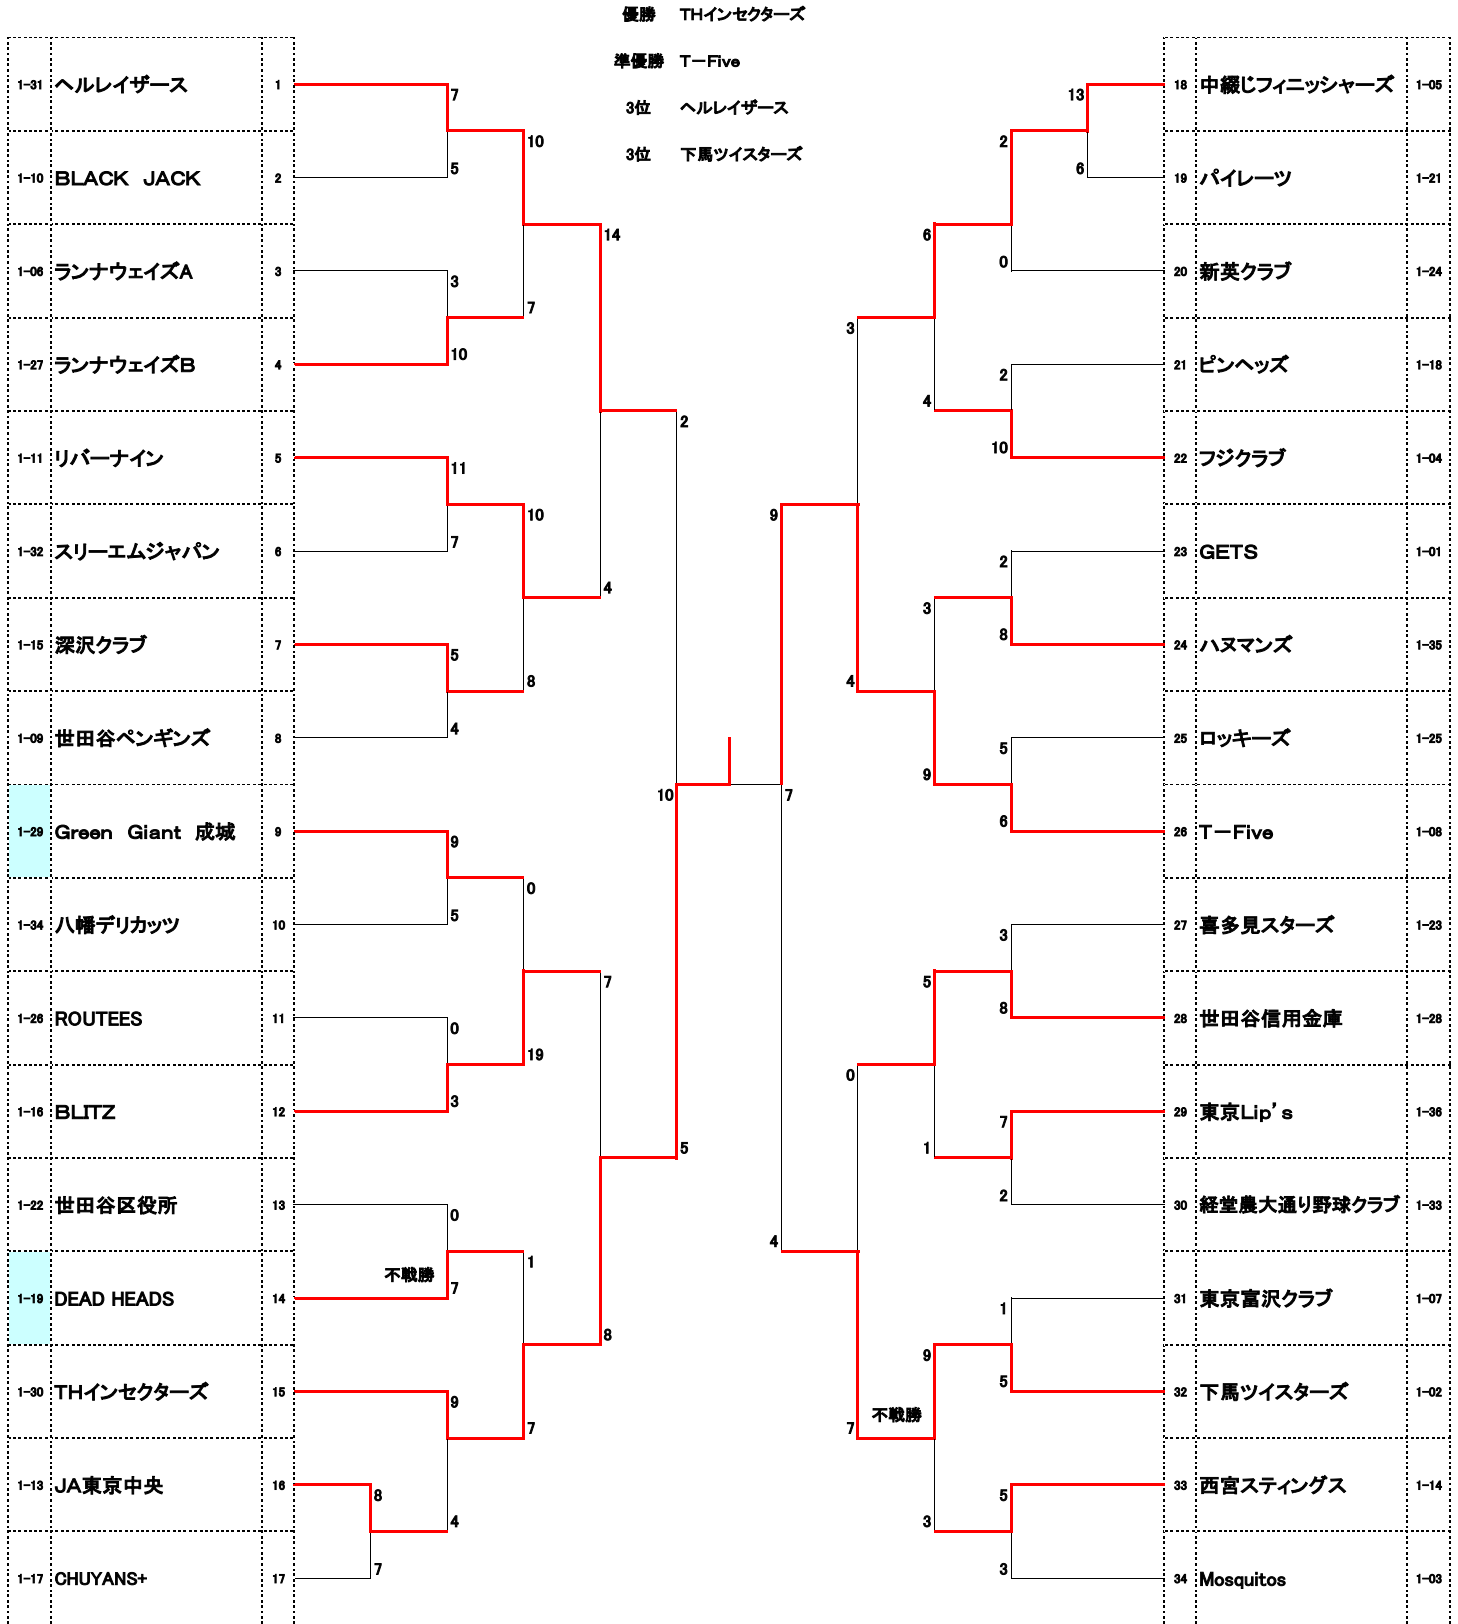 優勝 THインセクターズ
準優勝 T－Five
3位 ヘルレイザース
3位 下馬ツイスターズ
1-31 ヘルレイザース 1
1-10 BLACK JACK 2
1-06 ランナウェイズA 3
1-27 ランナウェイズB 4
1-11 リバーナイン 5
1-32 スリーエムジャパン 6
1-15 深沢クラブ 7
1-09 世田谷ペンギンズ 8
1-29 Green Giant 成城 9
1-34 八幡デリカッツ 10
1-26 ROUTEES 11
1-16 BLITZ 12
1-22 世田谷区役所 13
1-19 DEAD HEADS 14
1-30 THインセクターズ 15
1-13 JA東京中央 16
1-17 CHUYANS+ 17
8
7
7
5
3
10
11
7
5
4
9
5
0
3
0
不戦勝 7
9
4
10
7
10
8
0
19
1
7
14
4
7
8
2
5
10
7
9
4
3
4
0
7
6
4
3
9
5
1
9
不戦勝
3
2
0
2
10
2
8
5
6
3
8
7
2
1
5
5
3
13
6
18 中綴じフィニッシャーズ 1-05
19 パイレーツ 1-21
20 新英クラブ 1-24
21 ピンヘッズ 1-18
22 フジクラブ 1-04
23 GETS 1-01
24 ハヌマンズ 1-35
25 ロッキーズ 1-25
26 T－Five 1-08
27 喜多見スターズ 1-23
28 世田谷信用金庫 1-28
29 東京Lip's 1-36
30 経堂農大通り野球クラブ 1-33
31 東京富沢クラブ 1-07
32 下馬ツイスターズ 1-02
33 西宮スティングス 1-14
34 Mosquitos 1-03